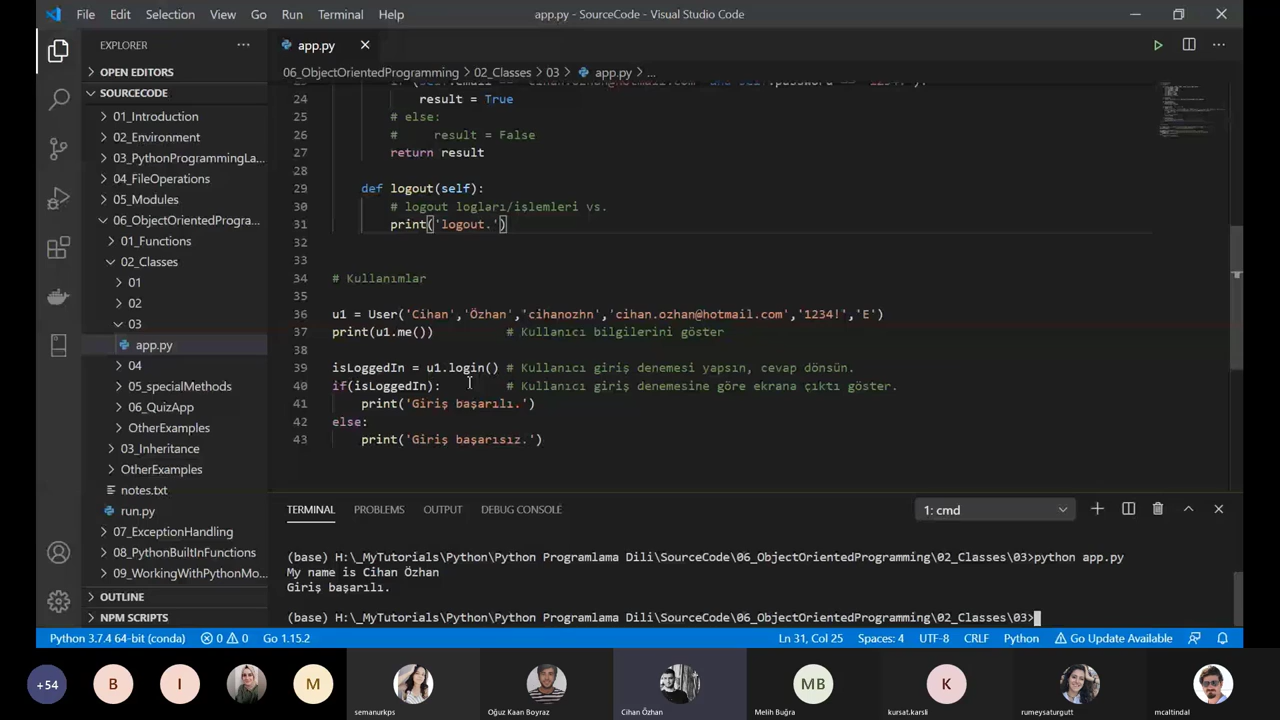 File Edit Selection View Go Run Terminal Help
app.py - SourceCode - Visual Studio Code
EXPLORER
OPEN EDITORS
SOURCECODE
01_Introduction
02_Environment
03_PythonProgrammingLa...
04_FileOperations
05_Modules
06_ObjectOrientedProgra...
01_Functions
02_Classes
01
02
03
app.py
04
05_specialMethods
06_QuizApp
OtherExamples
03_Inheritance
OtherExamples
notes.txt
run.py
07_ExceptionHandling
08_PythonBuiltInFunctions
09_WorkingWithPythonMo...
OUTLINE
NPM SCRIPTS
app.py
06_ObjectOrientedProgramming > 02_Classes > 03 > app.py > ...
24 result = True
25 # else:
26 # result = False
27 return result
28
29 def logout(self):
30 # logout logları/işlemleri vs.
31 print('logout.')
32
33
34 # Kullanımlar
35
36 u1 = User('Cihan','Özhan','cihanozhn','cihan.ozhan@hotmail.com','1234!','E')
37 print(u1.me()) # Kullanıcı bilgilerini göster
38
39 isLoggedIn = u1.login() # Kullanıcı giriş denemesi yapsın, cevap dönsün.
40 if(isLoggedIn): # Kullanıcı giriş denemesine göre ekrana çıktı göster.
41 print('Giriş başarılı.')
42 else:
43 print('Giriş başarısız.')
TERMINAL PROBLEMS OUTPUT DEBUG CONSOLE
1: cmd
(base) H:\_MyTutorials\Python\Python Programlama Dili\SourceCode\06_ObjectOrientedProgramming\02_Classes\03>python app.py
My name is Cihan Özhan
Giriş başarılı.
(base) H:\_MyTutorials\Python\Python Programlama Dili\SourceCode\06_ObjectOrientedProgramming\02_Classes\03>
Python 3.7.4 64-bit (conda) 0 0 Go 1.15.2
Ln 31, Col 25 Spaces: 4 UTF-8 CRLF Python Go Update Available
+54 B I M MB K
semanurkps Oğuz Kaan Boyraz Cihan Özhan Melih Buğra kursat.karsli rumeysaturgutt mcaltindal